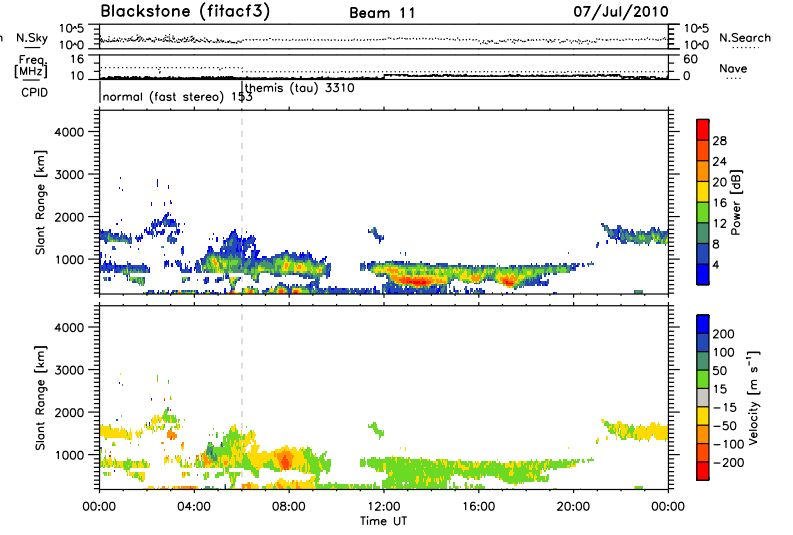 Blackstone (fitacf3) Beam 11 07/Jul/2010
N.Sky 10^5 10^5 N.Search
10^0 10^0
Freq. 16 60
[MHz] 10 0 Nave
CPID normal (fast stereo) 153 themis (tau) 3310
Slant Range [km]
4000
3000
2000
1000
28
24
20
16
12
8
4
Power [dB]
Slant Range [km]
4000
3000
2000
1000
200
100
50
15
-15
-50
-100
-200
Velocity [m s⁻¹]
00:00 04:00 08:00 12:00 16:00 20:00 00:00
Time UT